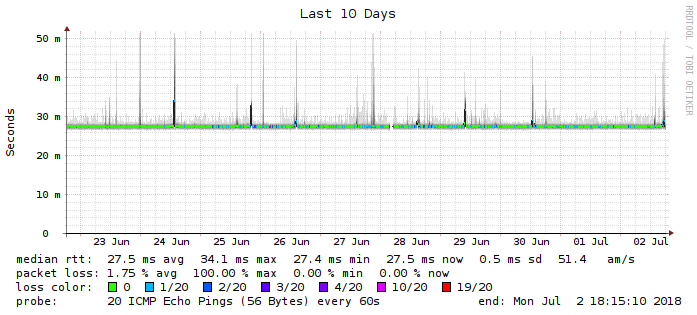 Last 10 Days
RRDTOOL / TOBI OETIKER
Seconds
50 m
40 m
30 m
20 m
10 m
0
23 Jun 24 Jun 25 Jun 26 Jun 27 Jun 28 Jun 29 Jun 30 Jun 01 Jul 02 Jul
median rtt: 27.5 ms avg 34.1 ms max 27.4 ms min 27.5 ms now 0.5 ms sd 51.4 am/s
packet loss: 1.75 % avg 100.00 % max 0.00 % min 0.00 % now
loss color: 0 1/20 2/20 3/20 4/20 10/20 19/20
probe: 20 ICMP Echo Pings (56 Bytes) every 60s end: Mon Jul 2 18:15:10 2018